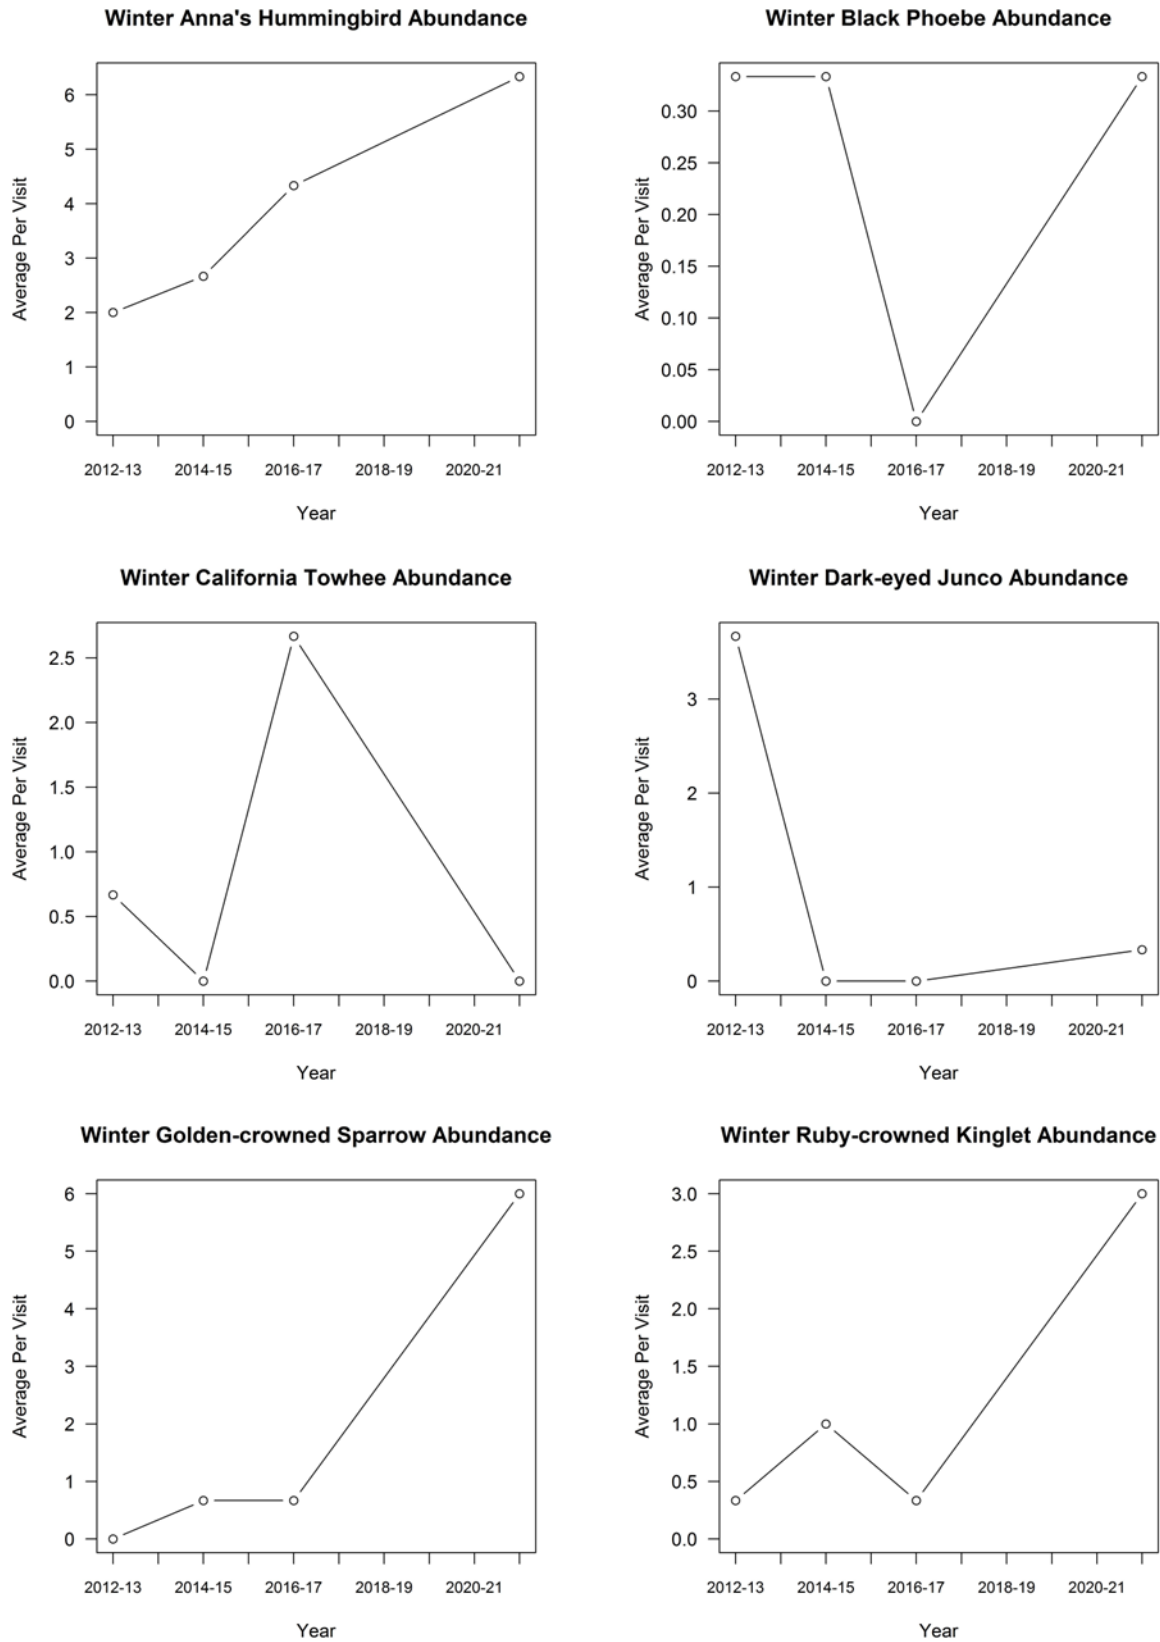 Winter Anna's Hummingbird Abundance
Average Per Visit
6
5
4
3
2
1
0
2012-13 2014-15 2016-17 2018-19 2020-21
Year
Winter Black Phoebe Abundance
Average Per Visit
0.30
0.25
0.20
0.15
0.10
0.05
0.00
2012-13 2014-15 2016-17 2018-19 2020-21
Year
Winter California Towhee Abundance
Average Per Visit
2.5
2.0
1.5
1.0
0.5
0.0
2012-13 2014-15 2016-17 2018-19 2020-21
Year
Winter Dark-eyed Junco Abundance
Average Per Visit
3
2
1
0
2012-13 2014-15 2016-17 2018-19 2020-21
Year
Winter Golden-crowned Sparrow Abundance
Average Per Visit
6
5
4
3
2
1
0
2012-13 2014-15 2016-17 2018-19 2020-21
Year
Winter Ruby-crowned Kinglet Abundance
Average Per Visit
3.0
2.5
2.0
1.5
1.0
0.5
0.0
2012-13 2014-15 2016-17 2018-19 2020-21
Year